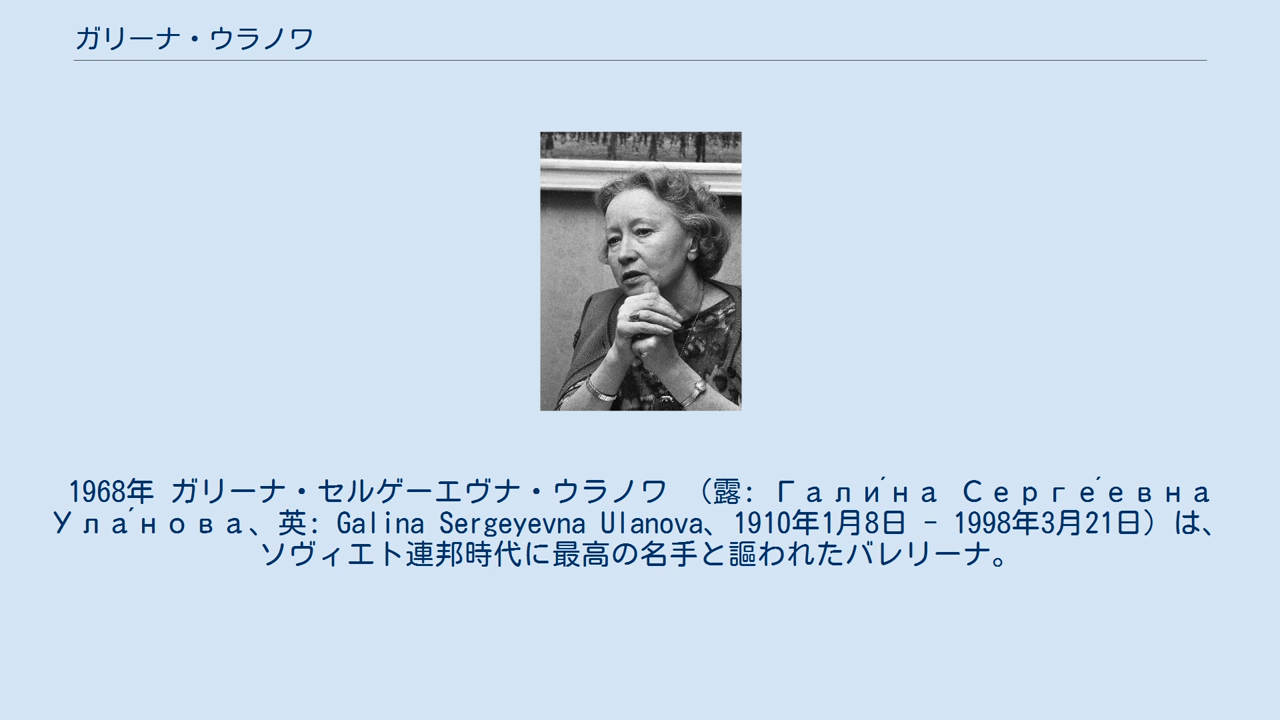 ガリーナ・ウラノワ
1968年 ガリーナ・セルゲーエヴナ・ウラノワ （露: Гали́на Серге́евна
Ула́нова、英: Galina Sergeyevna Ulanova、1910年1月8日 - 1998年3月21日）は、
ソヴィエト連邦時代に最高の名手と謳われたバレリーナ。